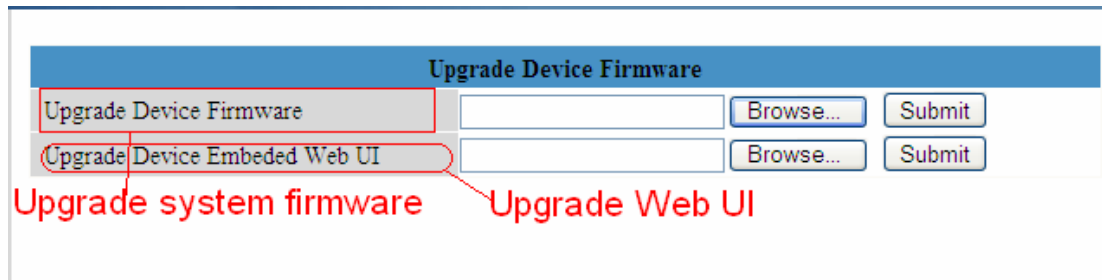 Upgrade Device Firmware
Upgrade Device Firmware Browse... Submit
Upgrade Device Embeded Web UI Browse... Submit
Upgrade system firmware Upgrade Web UI